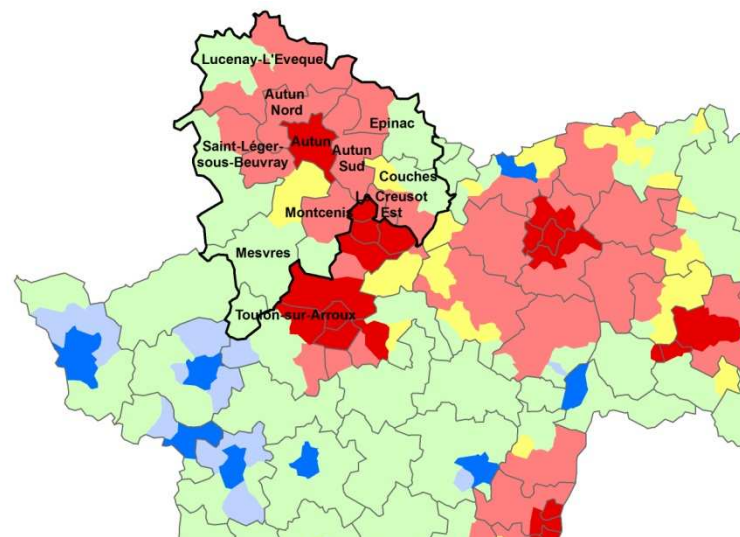 Lucenay-L'Eveque
Autun
Nord
Epinac
Autun
Saint-Léger-
sous-Beuvray
Autun
Sud
Couches
Le Creusot
Est
Montcenis
Mesvres
Toulon-sur-Arroux